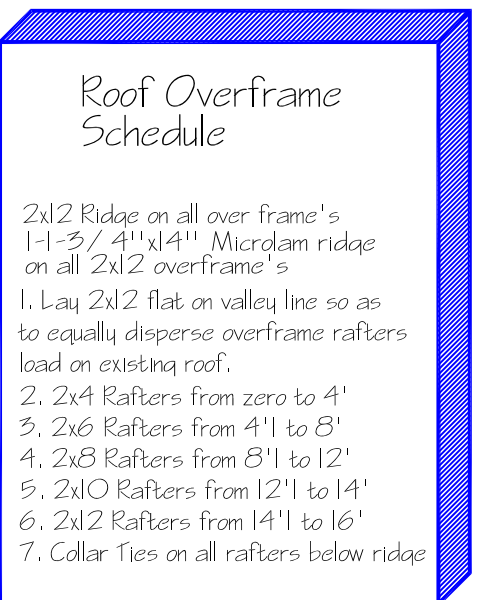 Roof Overframe
Schedule
2x12 Ridge on all over frame's
1-1-3/ 4''x14'' Microlam ridge
on all 2x12 overframe's
1. Lay 2x12 flat on valley line so as
to equally disperse overframe rafters
load on existing roof.
2. 2x4 Rafters from zero to 4'
3. 2x6 Rafters from 4'1 to 8'
4. 2x8 Rafters from 8'1 to 12'
5. 2x10 Rafters from 12'1 to 14'
6. 2x12 Rafters from 14'1 to 16'
7. Collar Ties on all rafters below ridge